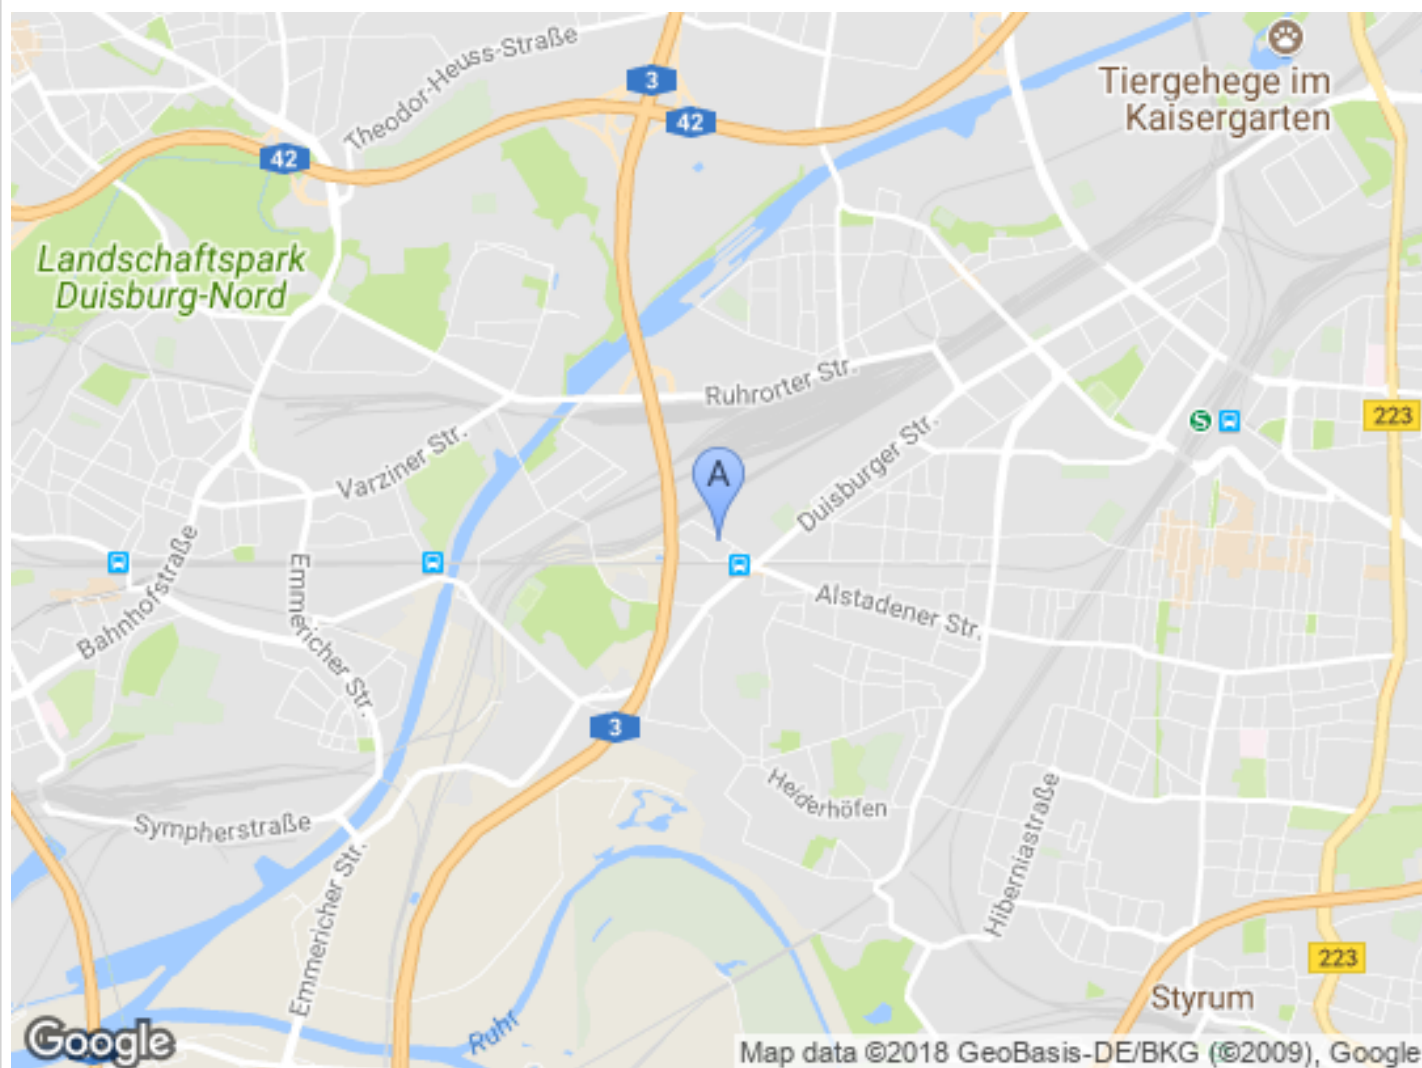 Theodor-Heuss-Straße
3
42
42
Tiergehege im
Kaisergarten
Landschaftspark
Duisburg-Nord
Ruhrorter Str.
223
S
Varziner Str.
Duisburger Str.
A
Bahnhofstraße
Emmericher Str.
Alstadener Str.
3
Heiderhöfen
Hiberniastraße
Sympherstraße
Emmericher Str.
223
Styrum
Ruhr
Google
Map data ©2018 GeoBasis-DE/BKG (©2009), Google